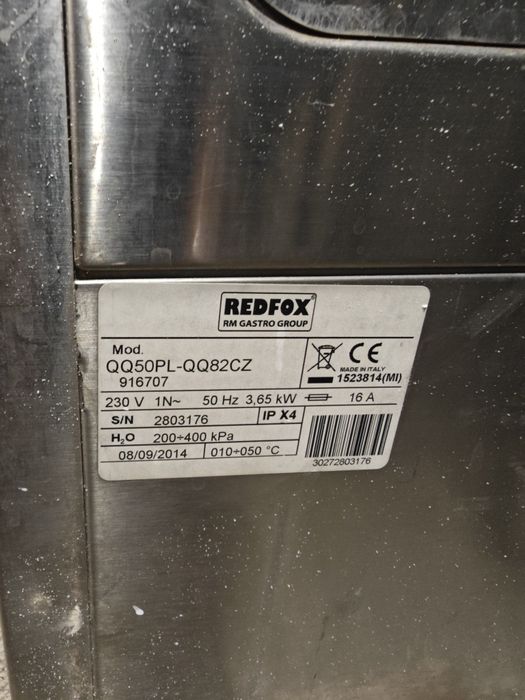 REDFOX®
RM GASTRO GROUP
Mod.
QQ50PL-QQ82CZ
916707
CE
MADE IN ITALY
1523814(MI)
230 V 1N~ 50 Hz 3,65 kW 16 A
S/N 2803176 IP X4
H₂O 200÷400 kPa
08/09/2014 010÷050 °C
30272803176